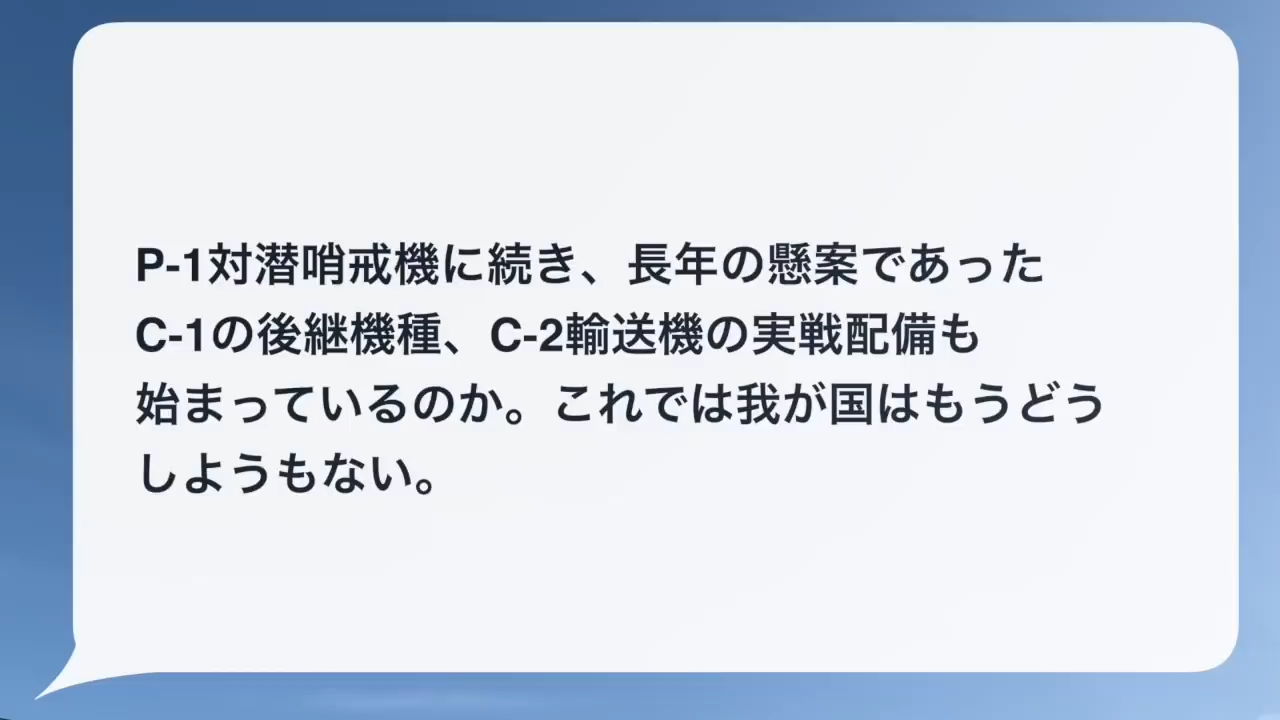 P-1対潜哨戒機に続き、長年の懸案であった
C-1の後継機種、C-2輸送機の実戦配備も
始まっているのか。これでは我が国はもうどう
しようもない。